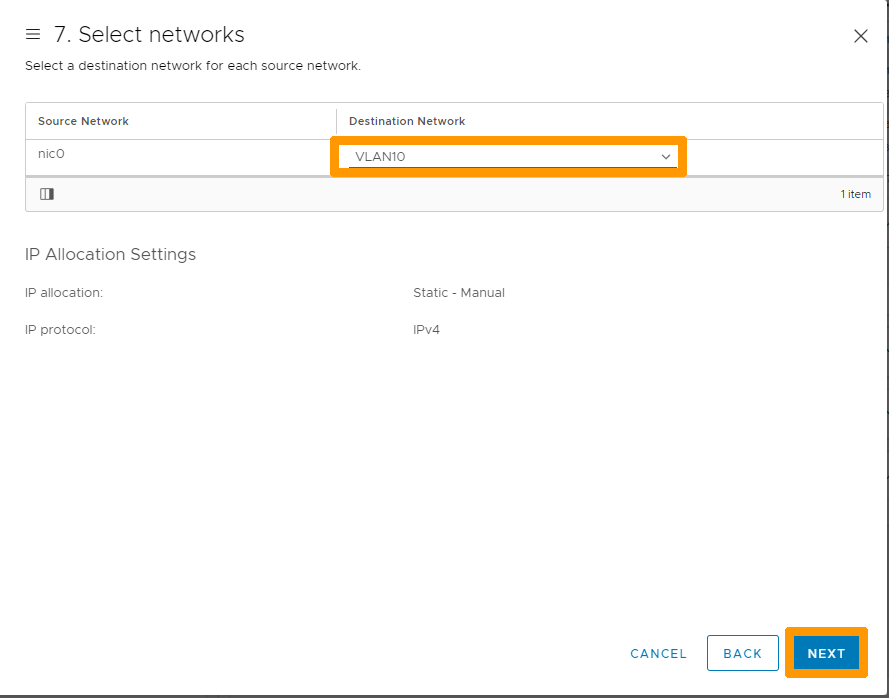 7. Select networks
Select a destination network for each source network.
Source Network Destination Network
nic0 VLAN10
1 item
IP Allocation Settings
IP allocation: Static - Manual
IP protocol: IPv4
CANCEL BACK NEXT